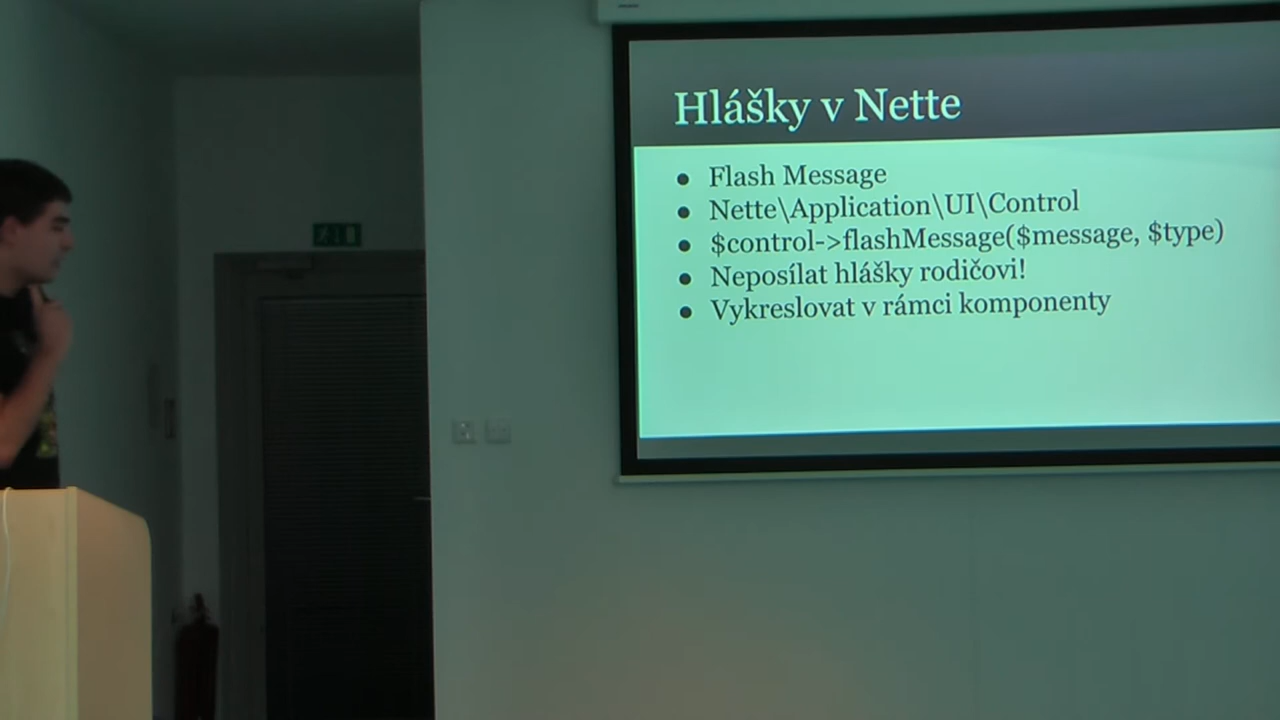 Hlášky v Nette
● Flash Message
● Nette\Application\UI\Control
● $control->flashMessage($message, $type)
● Neposílat hlášky rodičovi!
● Vykreslovat v rámci komponenty